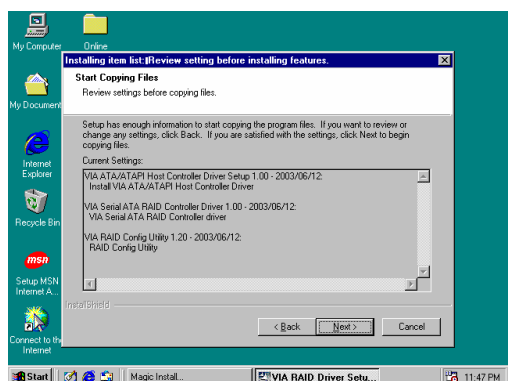 My Computer
Online
Installing item list:|Review setting before installing features.
Start Copying Files
Review settings before copying files.
My Document
Setup has enough information to start copying the program files. If you want to review or
change any settings, click Back. If you are satisfied with the settings, click Next to begin
copying files.
Current Settings:
VIA ATA/ATAPI Host Controller Driver Setup 1.00 - 2003/06/12:
Install VIA ATA/ATAPI Host Controller Driver
VIA Serial ATA RAID Controller Driver 1.00 - 2003/06/12:
VIA Serial ATA RAID Controller driver
VIA RAID Config Utility 1.20 - 2003/06/12:
RAID Config Utility
Internet
Explorer
Recycle Bin
msn
Setup MSN
Internet A...
InstallShield
< Back
Next >
Cancel
Connect to the
Internet
Start
Magic Install...
VIA RAID Driver Setu...
11:47 PM